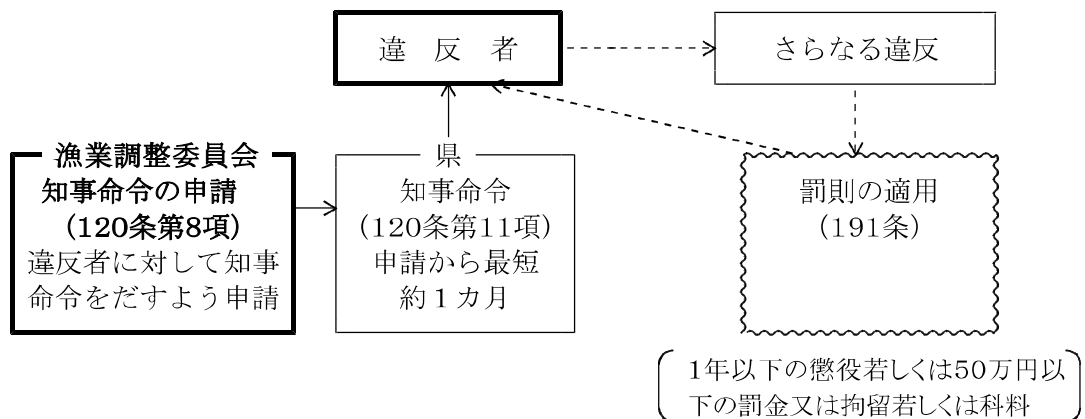 違　反　者
さらなる違反
漁業調整委員会
知事命令の申請
(120条第8項)
違反者に対して知事
命令をだすよう申請
県
知事命令
(120条第11項)
申請から最短
約１カ月
罰則の適用
(191条)
1年以下の懲役若しくは50万円以
下の罰金又は拘留若しくは科料